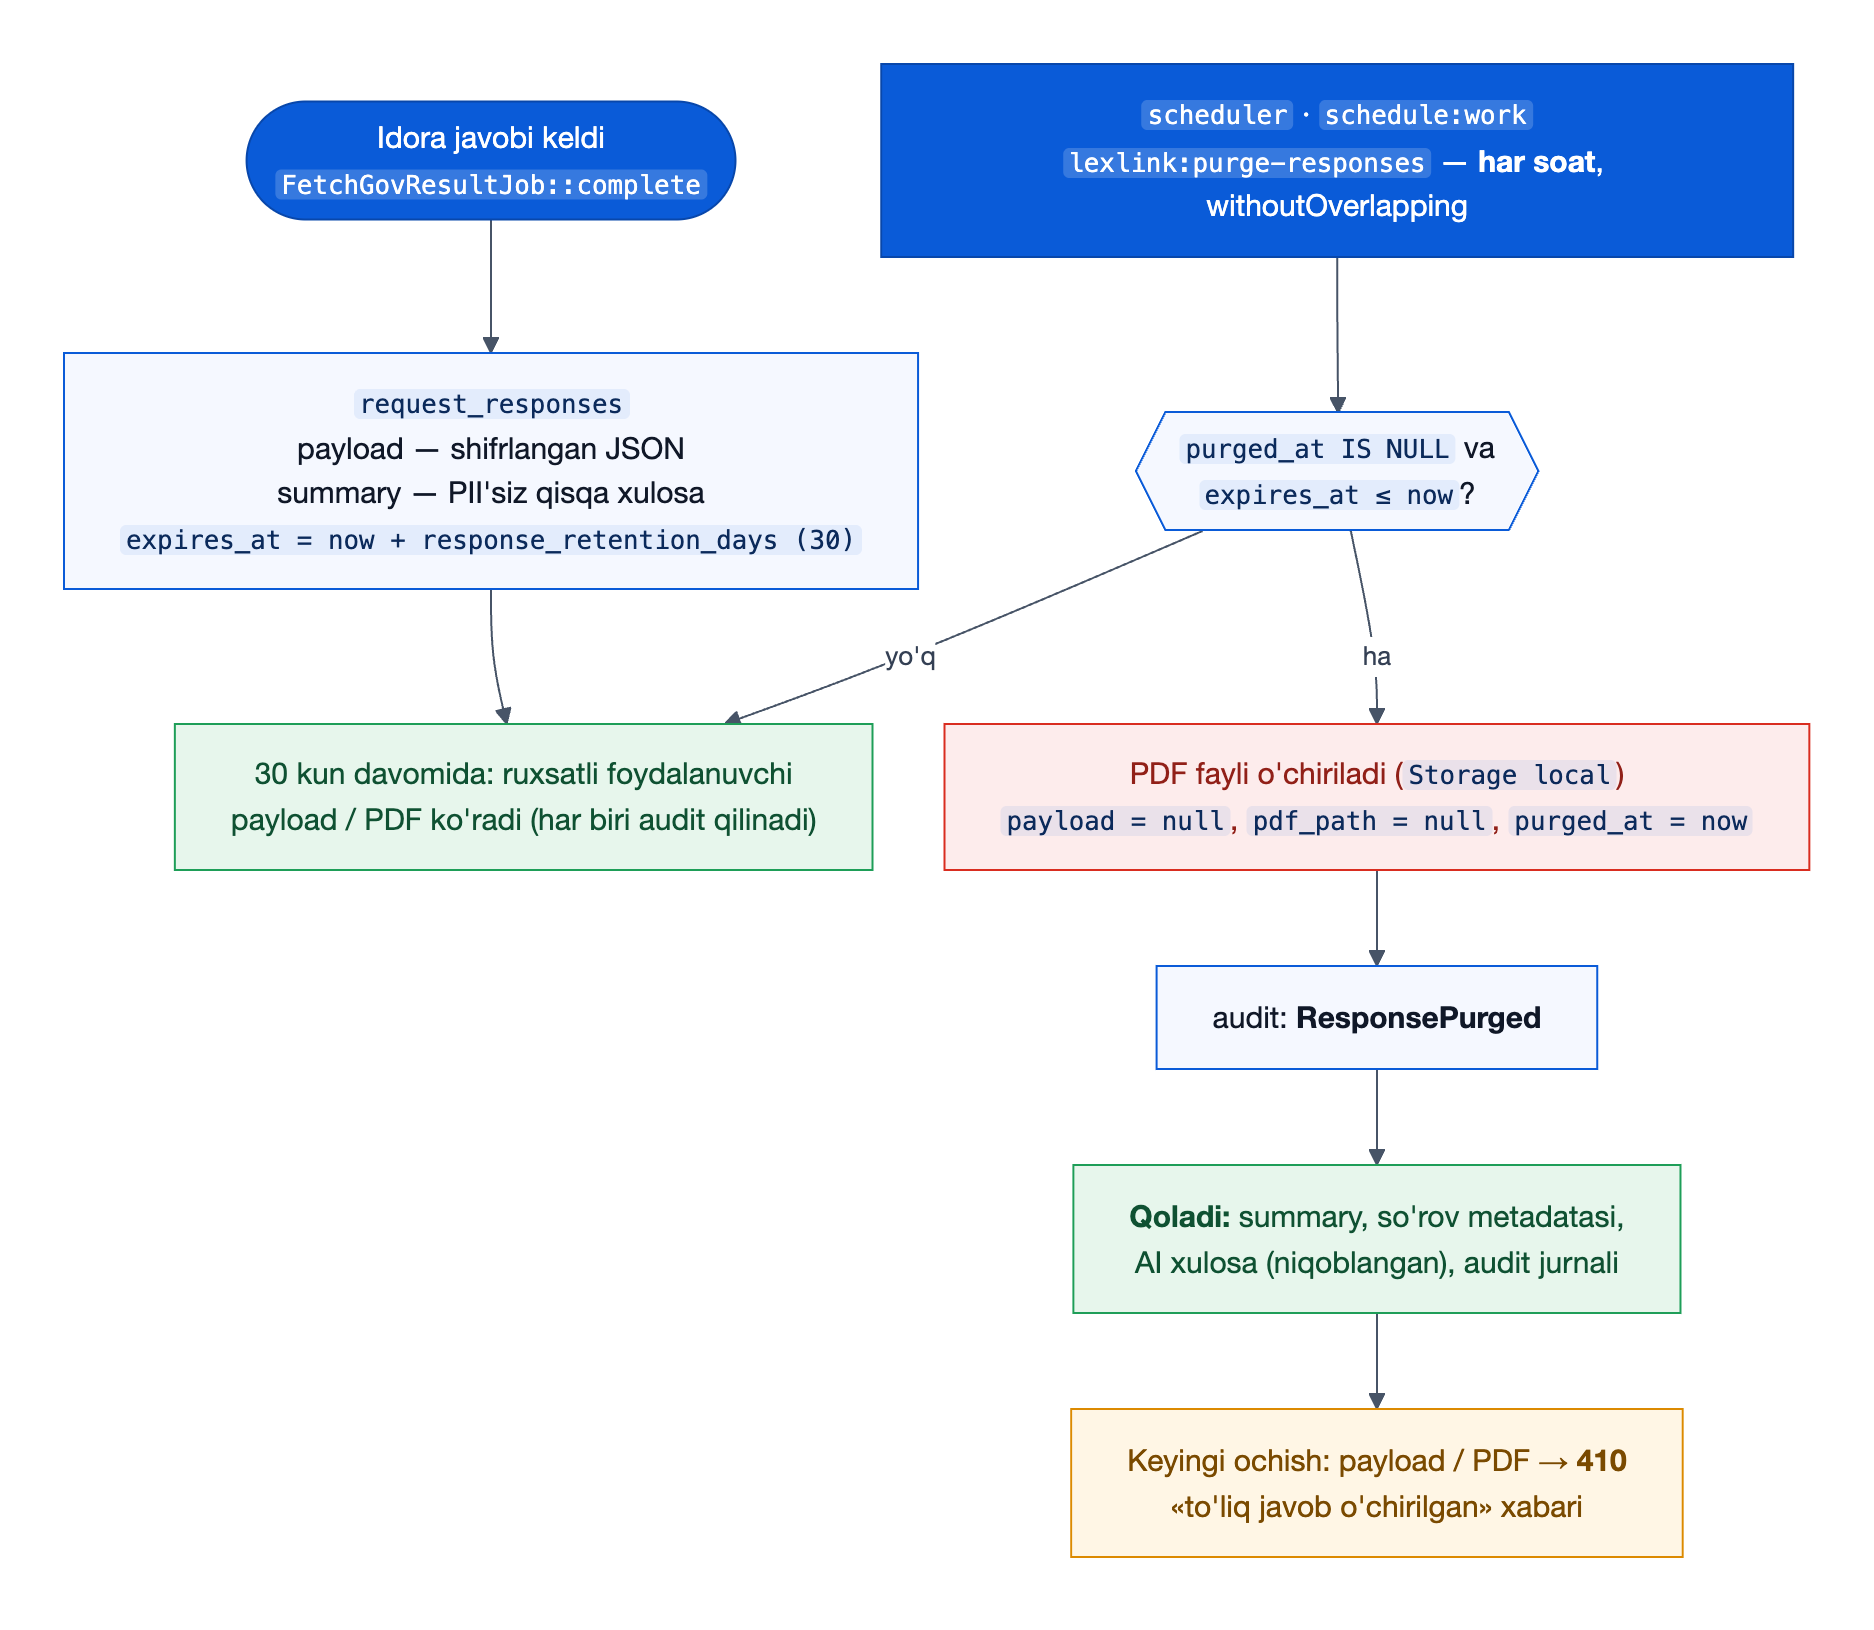 Idora javobi keldi
FetchGovResultJob::complete
scheduler · schedule:work
lexlink:purge-responses — har soat,
withoutOverlapping
request_responses
payload — shifrlangan JSON
summary — PII'siz qisqa xulosa
expires_at = now + response_retention_days (30)
purged_at IS NULL va
expires_at ≤ now?
yo'q
ha
30 kun davomida: ruxsatli foydalanuvchi
payload / PDF ko'radi (har biri audit qilinadi)
PDF fayli o'chiriladi (Storage local)
payload = null, pdf_path = null, purged_at = now
audit: ResponsePurged
Qoladi: summary, so'rov metadatasi,
AI xulosa (niqoblangan), audit jurnali
Keyingi ochish: payload / PDF → 410
«to'liq javob o'chirilgan» xabari